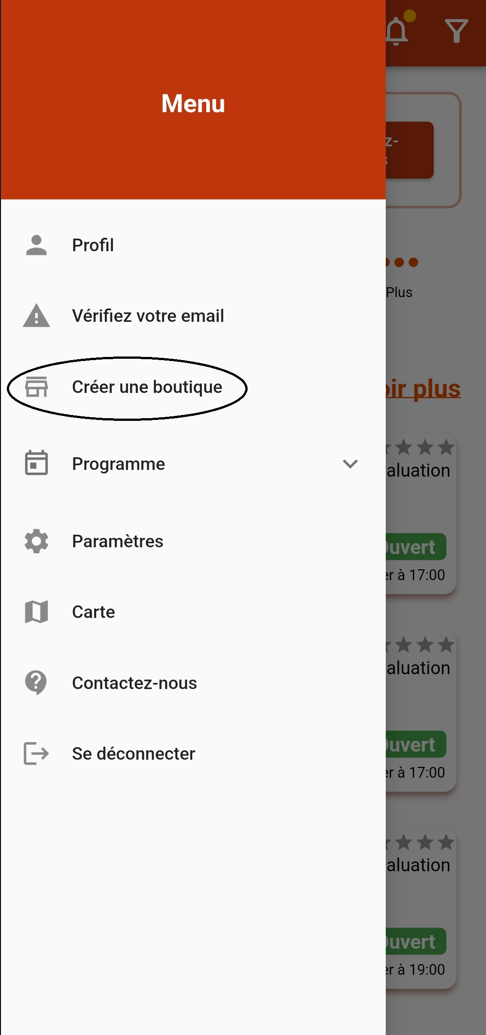 Menu
z-
s
Profil
Plus
Vérifiez votre email
Créer une boutique
oir plus
Programme
aluation
Paramètres
Ouvert
er à 17:00
Carte
aluation
Contactez-nous
Ouvert
Se déconnecter
er à 17:00
aluation
Ouvert
er à 19:00